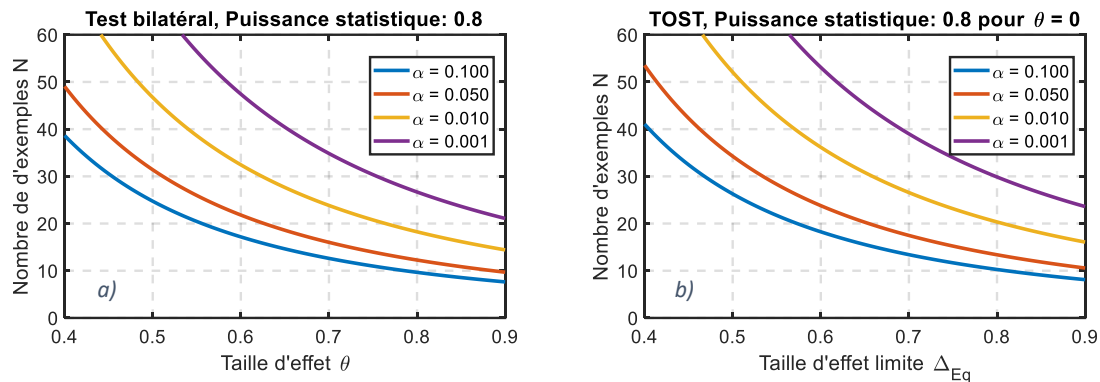 Test bilatéral, Puissance statistique: 0.8
Nombre de d'exemples N
60
50
40
30
20
10
0
α = 0.100
α = 0.050
α = 0.010
α = 0.001
a)
0.4 0.5 0.6 0.7 0.8 0.9
Taille d'effet θ
TOST, Puissance statistique: 0.8 pour θ = 0
Nombre d'exemples N
60
50
40
30
20
10
0
α = 0.100
α = 0.050
α = 0.010
α = 0.001
b)
0.4 0.5 0.6 0.7 0.8 0.9
Taille d'effet limite Δ_Eq